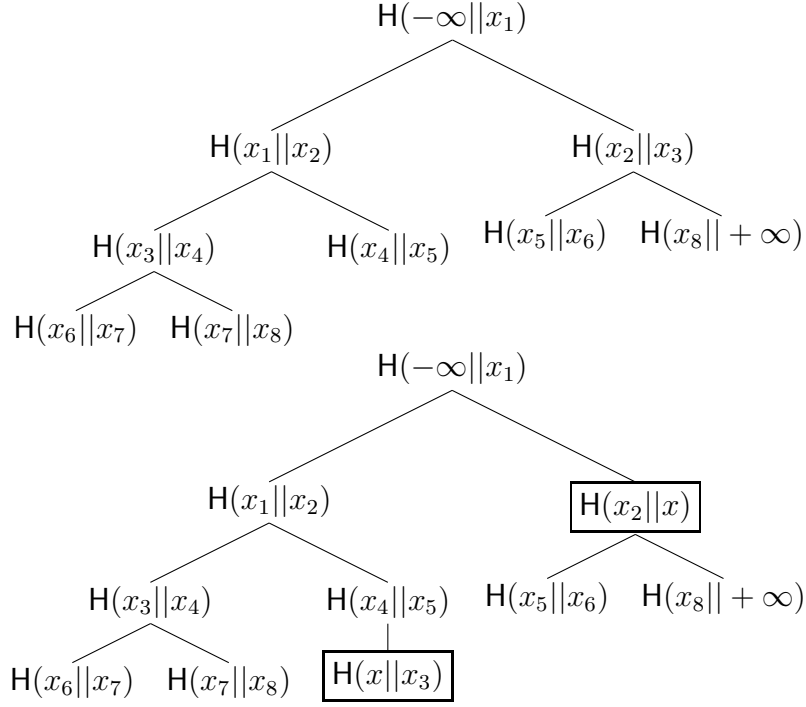 H(−∞||x₁)
H(x₁||x₂) H(x₂||x₃)
H(x₃||x₄) H(x₄||x₅) H(x₅||x₆) H(x₈|| + ∞)
H(x₆||x₇) H(x₇||x₈)
H(−∞||x₁)
H(x₁||x₂) H(x₂||x)
H(x₃||x₄) H(x₄||x₅) H(x₅||x₆) H(x₈|| + ∞)
H(x₆||x₇) H(x₇||x₈) H(x||x₃)